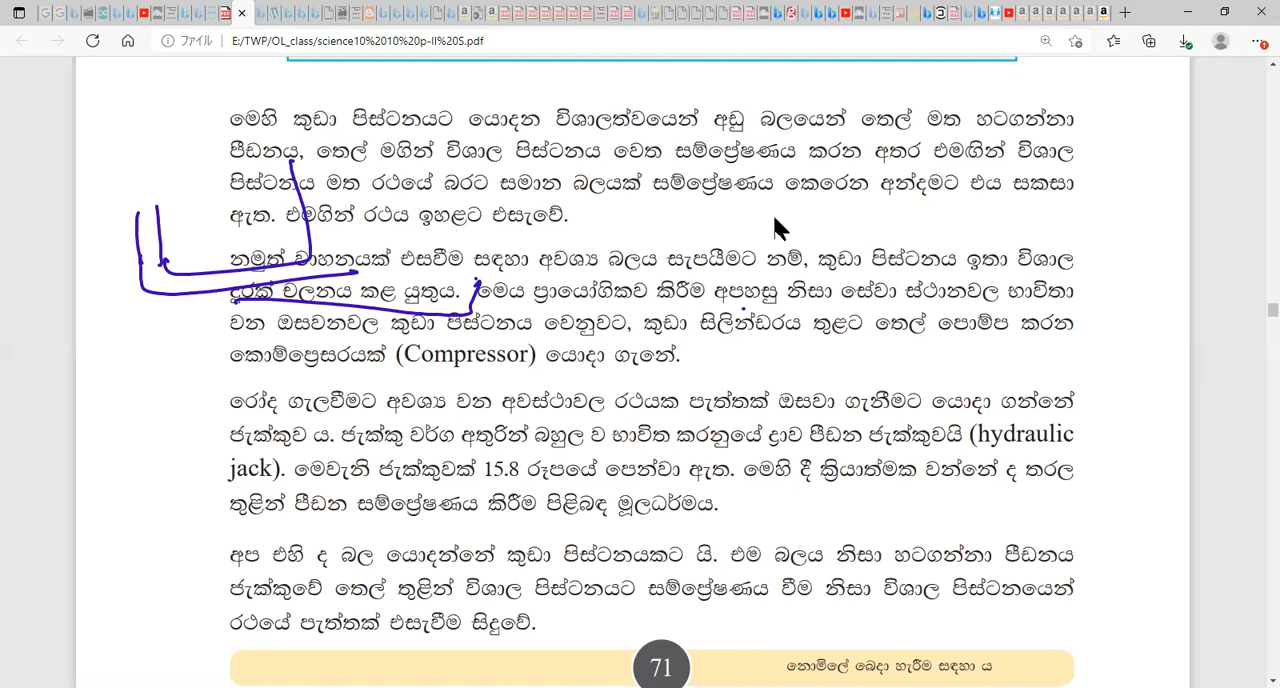 ファイル E:/TWP/OL_class/science10%2010%20p-II%20S.pdf
මෙහි කුඩා පිස්ටනයට යොදන විශාලත්වයෙන් අඩු බලයෙන් තෙල් මත හටගන්නා
පීඩනය, තෙල් මගින් විශාල පිස්ටනය වෙත සම්ප්‍රේෂණය කරන අතර එමඟින් විශාල
පිස්ටනය මත රථයේ බරට සමාන බලයක් සම්ප්‍රේෂණය කෙරෙන අන්දමට එය සකසා
ඇත. එමගින් රථය ඉහළට එසැවේ.
නමුත් වාහනයක් එසවීම සඳහා අවශ්‍ය බලය සැපයීමට නම්, කුඩා පිස්ටනය ඉතා විශාල
දුරක් චලනය කළ යුතුය. මෙය ප්‍රායෝගිකව කිරීම අපහසු නිසා සේවා ස්ථානවල භාවිතා
වන ඔසවනවල කුඩා පිස්ටනය වෙනුවට, කුඩා සිලින්ඩරය තුළට තෙල් පොම්ප කරන
කොම්ප්‍රෙසරයක් (Compressor) යොදා ගැනේ.
රෝද ගැලවීමට අවශ්‍ය වන අවස්ථාවල රථයක පැත්තක් ඔසවා ගැනීමට යොදා ගන්නේ
ජැක්කුව ය. ජැක්කු වර්ග අතුරින් බහුල ව භාවිත කරනුයේ ද්‍රාව පීඩන ජැක්කුවයි (hydraulic
jack). මෙවැනි ජැක්කුවක් 15.8 රූපයේ පෙන්වා ඇත. මෙහි දී ක්‍රියාත්මක වන්නේ ද තරල
තුළින් පීඩන සම්ප්‍රේෂණය කිරීම පිළිබඳ මූලධර්මය.
අප එහි ද බල යොදන්නේ කුඩා පිස්ටනයකට යි. එම බලය නිසා හටගන්නා පීඩනය
ජැක්කුවේ තෙල් තුළින් විශාල පිස්ටනයට සම්ප්‍රේෂණය වීම නිසා විශාල පිස්ටනයෙන්
රථයේ පැත්තක් එසැවීම සිදුවේ.
71 නොමිලේ බෙදා හැරීම සඳහා ය